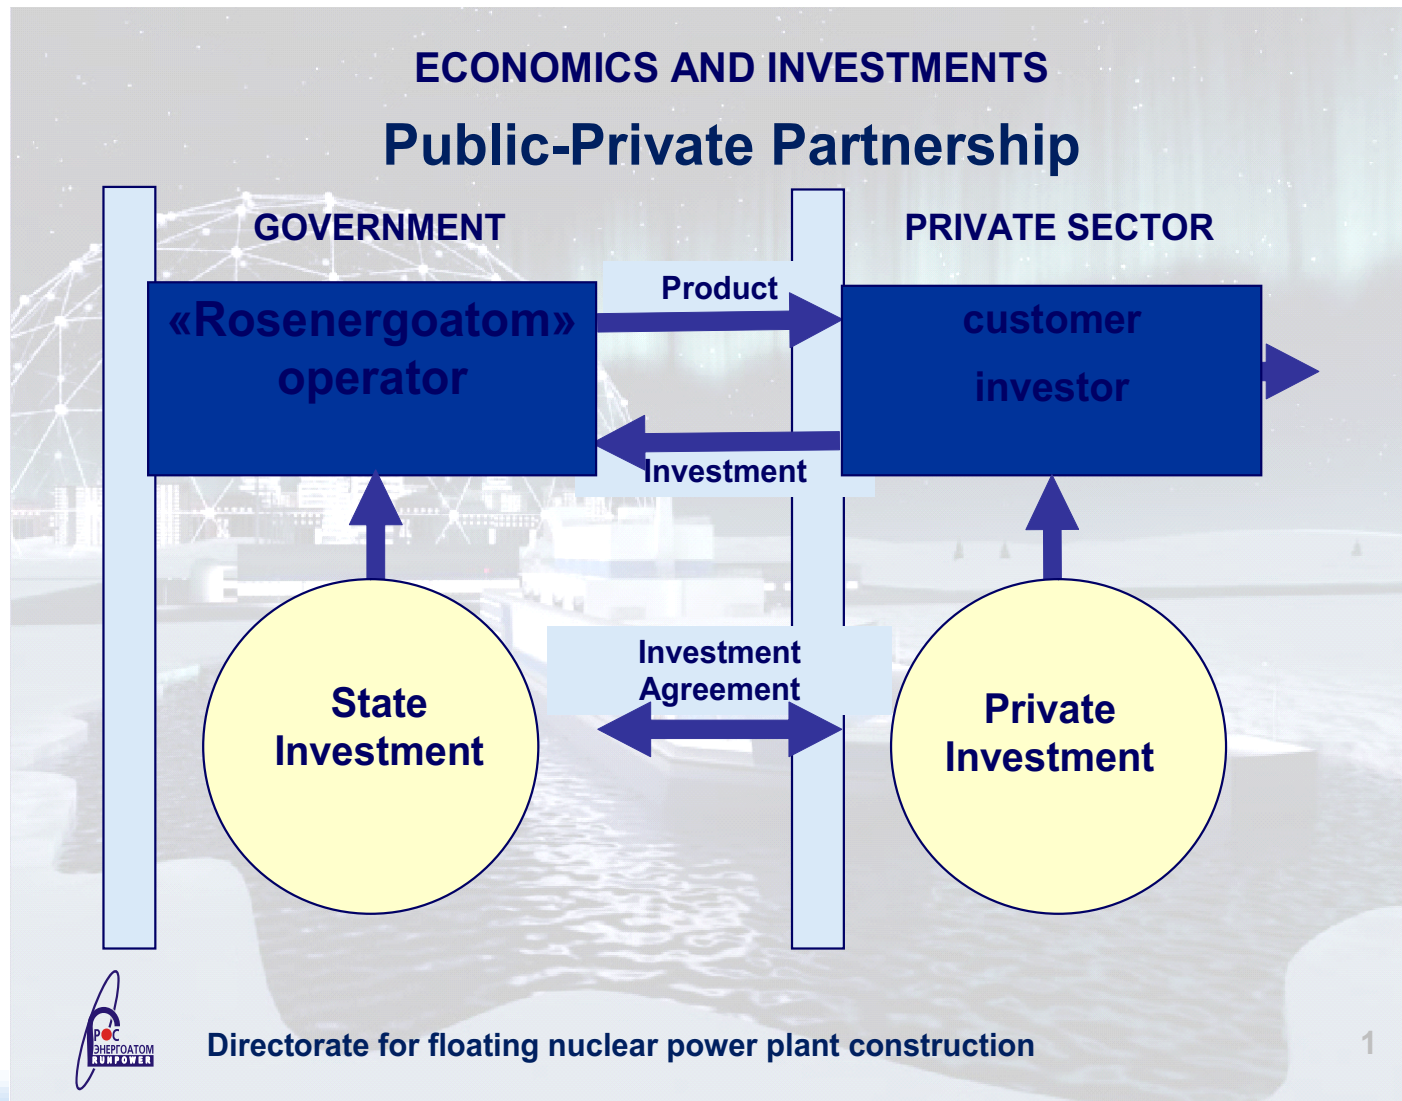 ECONOMICS AND INVESTMENTS
Public-Private Partnership
GOVERNMENT
PRIVATE SECTOR
«Rosenergoatom»
operator
Product
customer
investor
Investment
State
Investment
Investment
Agreement
Private
Investment
РОС
ЭНЕРГОАТОМ
RUNPOWER
Directorate for floating nuclear power plant construction
1